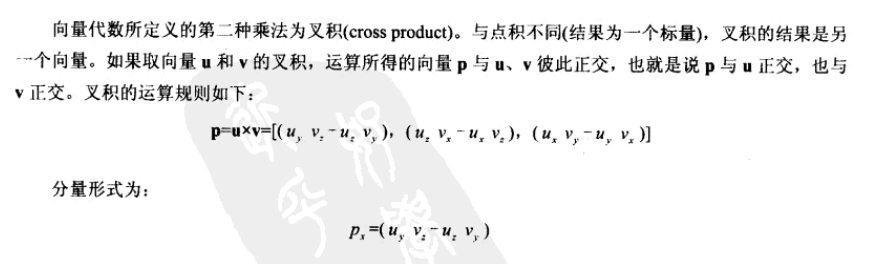 向量代数所定义的第二种乘法为叉积(cross product)。与点积不同(结果为一个标量)，叉积的结果是另
一个向量。如果取向量 u 和 v 的叉积，运算所得的向量 p 与 u、v 彼此正交，也就是说 p 与 u 正交，也与
v 正交。叉积的运算规则如下：
p=u×v=[(u_y v_z-u_z v_y)，(u_z v_x-u_x v_z)，(u_x v_y-u_y v_x)]
分量形式为：
p_x=(u_y v_z-u_z v_y)